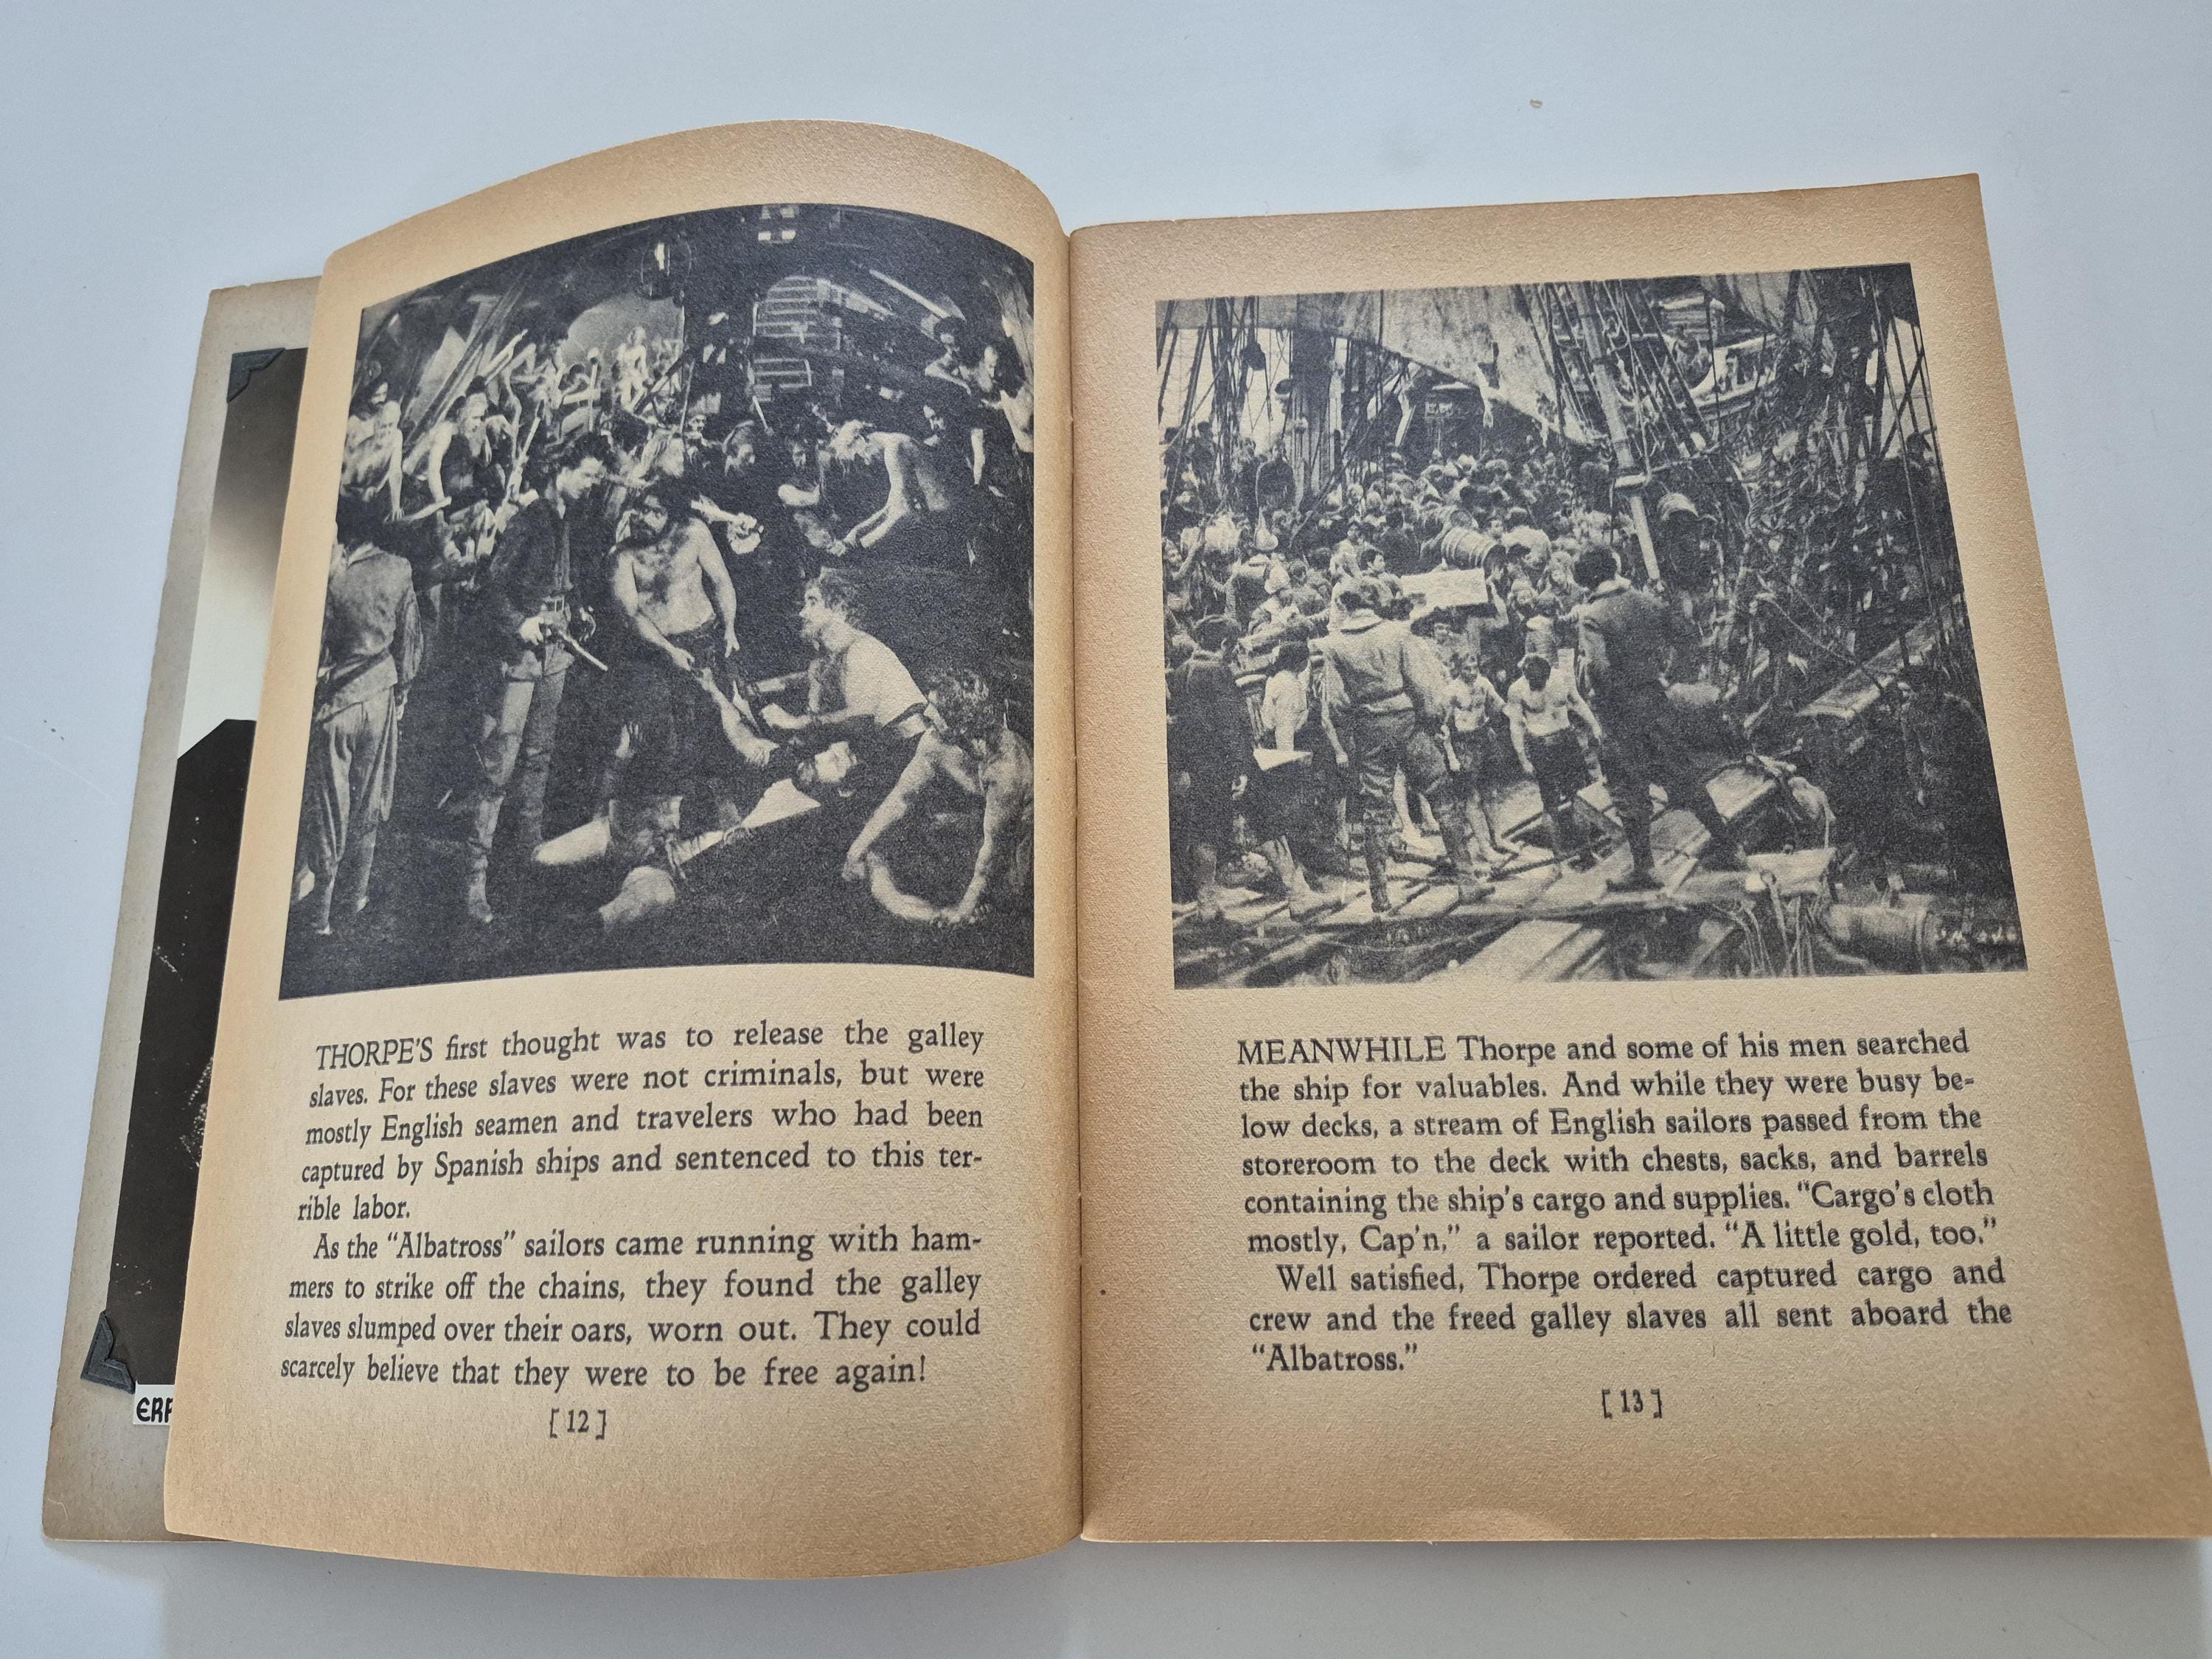 THORPE'S first thought was to release the galley
slaves. For these slaves were not criminals, but were
mostly English seamen and travelers who had been
captured by Spanish ships and sentenced to this ter-
rible labor.
As the “Albatross” sailors came running with ham-
mers to strike off the chains, they found the galley
slaves slumped over their oars, worn out. They could
scarcely believe that they were to be free again!
[ 12 ]
MEANWHILE Thorpe and some of his men searched
the ship for valuables. And while they were busy be-
low decks, a stream of English sailors passed from the
storeroom to the deck with chests, sacks, and barrels
containing the ship's cargo and supplies. “Cargo's cloth
mostly, Cap'n,” a sailor reported. “A little gold, too.”
Well satisfied, Thorpe ordered captured cargo and
crew and the freed galley slaves all sent aboard the
“Albatross.”
[ 13 ]